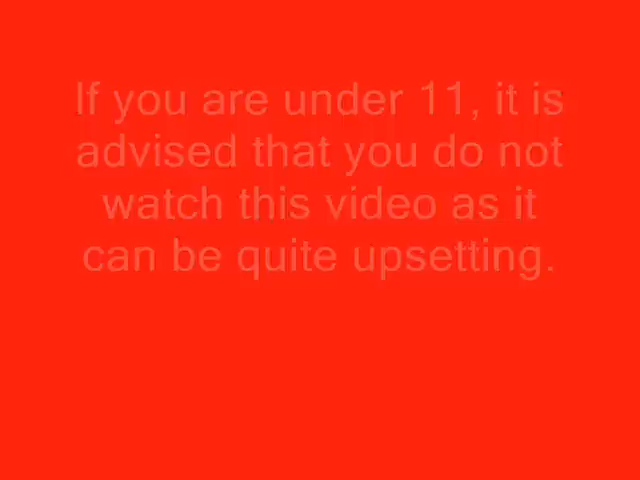 If you are under 11, it is
advised that you do not
watch this video as it
can be quite upsetting.